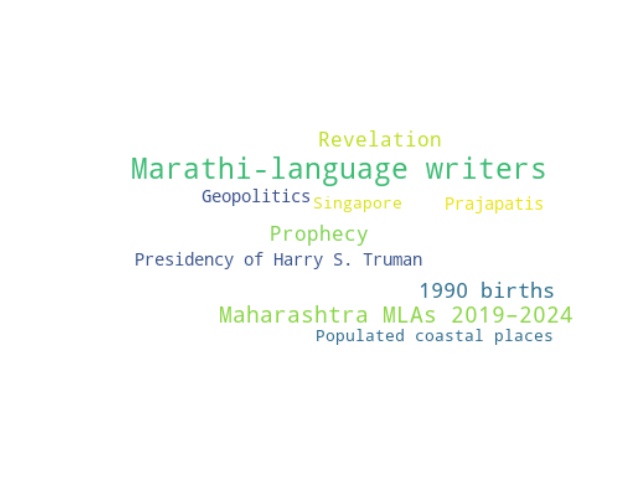 Revelation
Marathi-language writers
Geopolitics
Singapore
Prajapatis
Prophecy
Presidency of Harry S. Truman
1990 births
Maharashtra MLAs 2019–2024
Populated coastal places